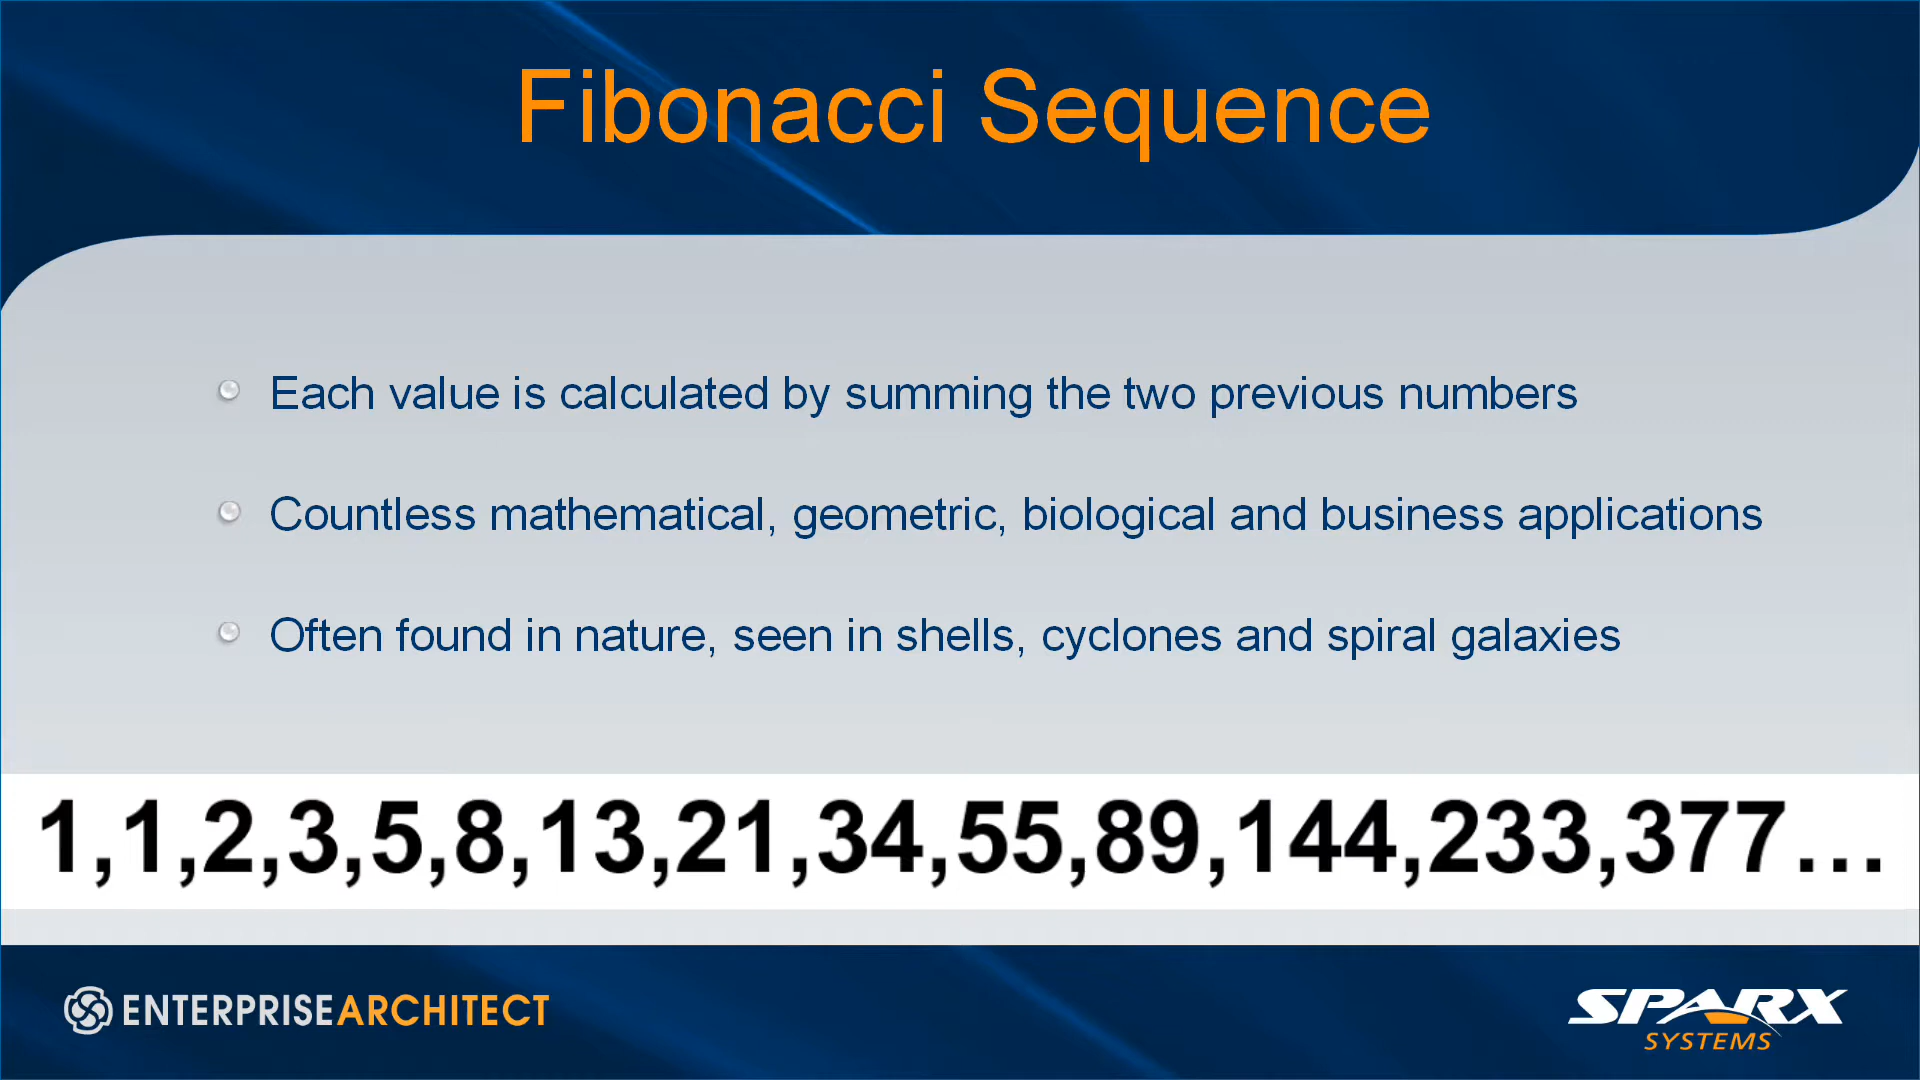 Fibonacci Sequence
Each value is calculated by summing the two previous numbers
Countless mathematical, geometric, biological and business applications
Often found in nature, seen in shells, cyclones and spiral galaxies
1,1,2,3,5,8,13,21,34,55,89,144,233,377...
ENTERPRISEARCHITECT
SPARX
SYSTEMS